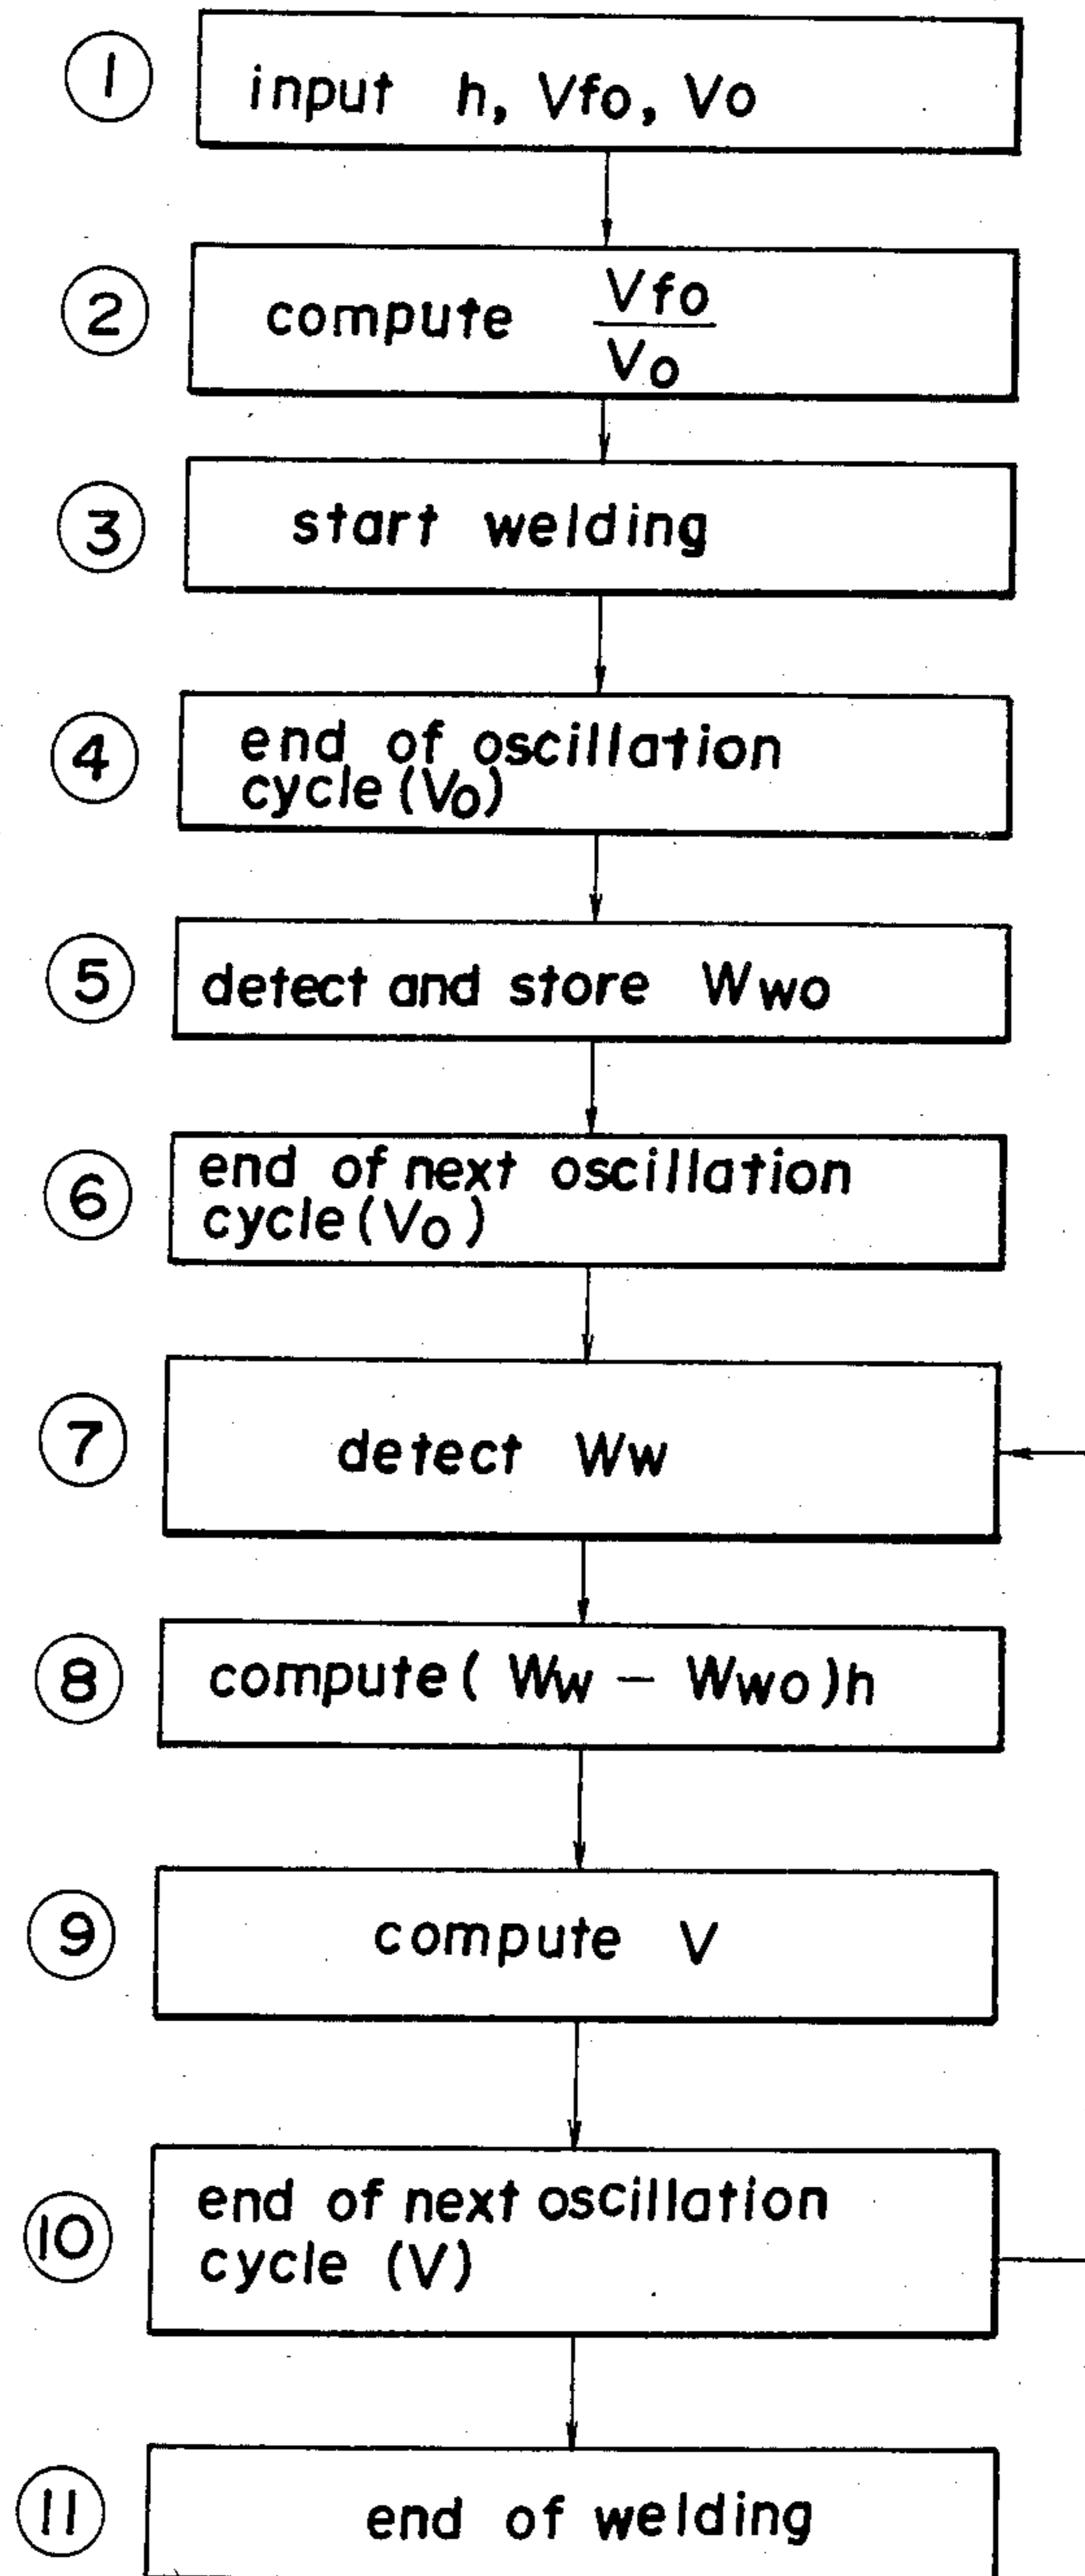 1
input h, Vfo, Vo
2
compute Vfo
Vo
3
start welding
4
end of oscillation
cycle(Vo)
5
detect and store Wwo
6
end of next oscillation
cycle(Vo)
7
detect Ww
8
compute( Ww – Wwo)h
9
compute V
10
end of next oscillation
cycle (V)
11
end of welding